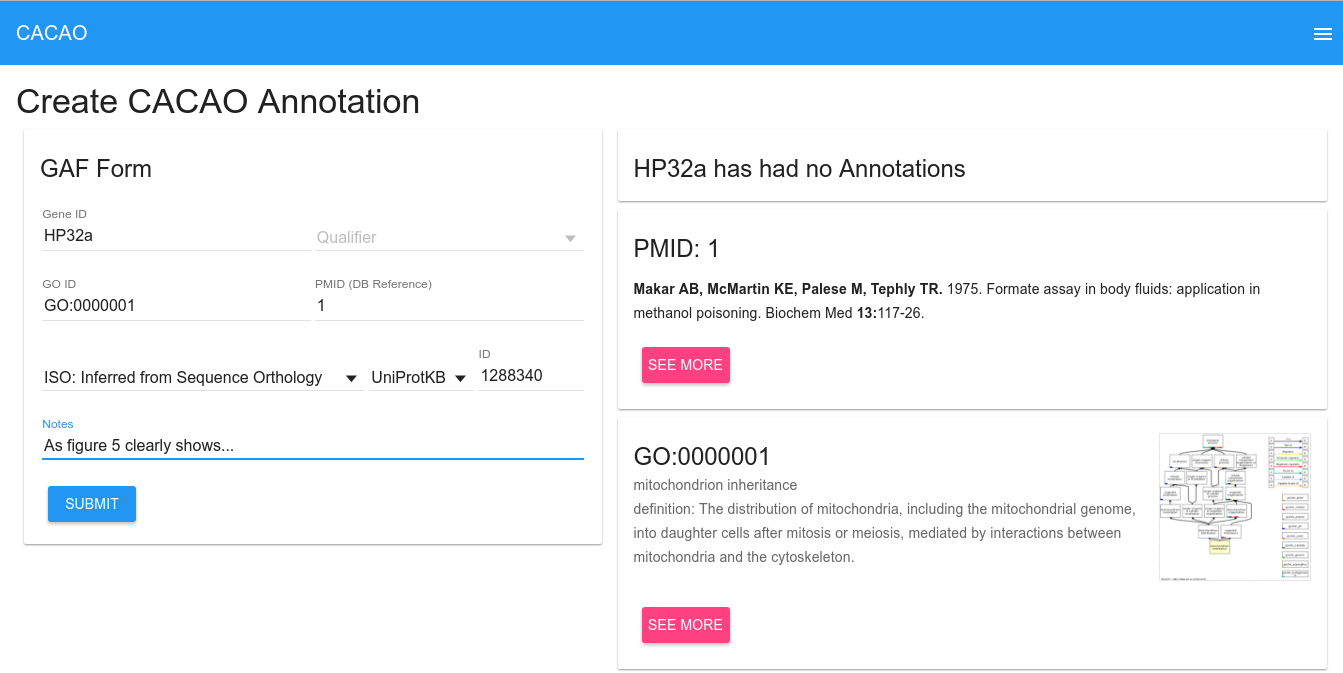 CACAO
Create CACAO Annotation
GAF Form
Gene ID
HP32a
Qualifier
GO ID
GO:0000001
PMID (DB Reference)
1
ISO: Inferred from Sequence Orthology
UniProtKB
ID
1288340
Notes
As figure 5 clearly shows...
SUBMIT
HP32a has had no Annotations
PMID: 1
Makar AB, McMartin KE, Palese M, Tephly TR. 1975. Formate assay in body fluids: application in
methanol poisoning. Biochem Med 13:117-26.
SEE MORE
GO:0000001
mitochondrion inheritance
definition: The distribution of mitochondria, including the mitochondrial genome,
into daughter cells after mitosis or meiosis, mediated by interactions between
mitochondria and the cytoskeleton.
SEE MORE